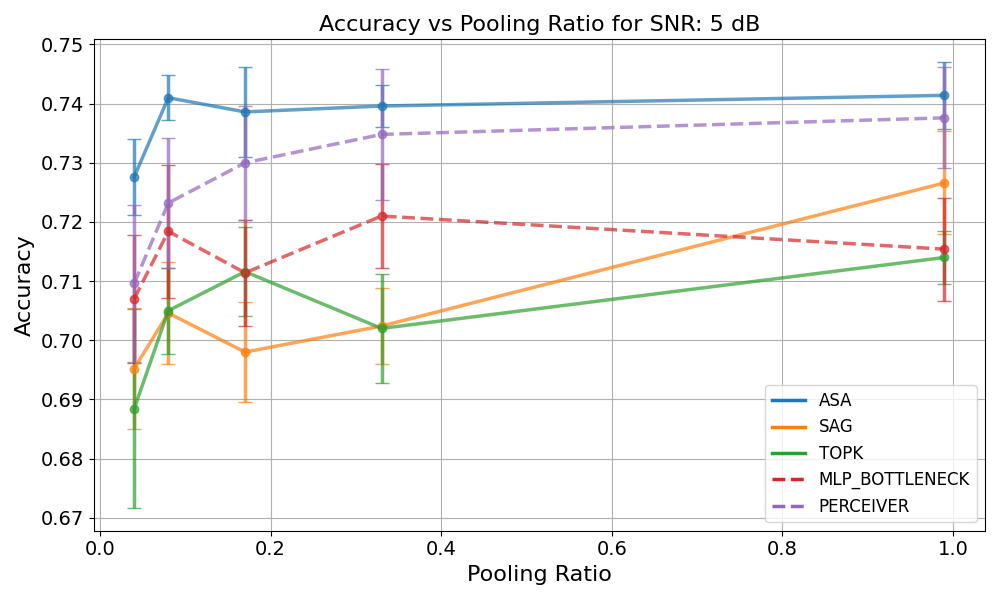 Accuracy vs Pooling Ratio for SNR: 5 dB
0.75
0.74
0.73
0.72
0.71
0.70
0.69
0.68
0.67
Accuracy
0.0
0.2
0.4
0.6
0.8
1.0
Pooling Ratio
ASA
SAG
TOPK
MLP_BOTTLENECK
PERCEIVER